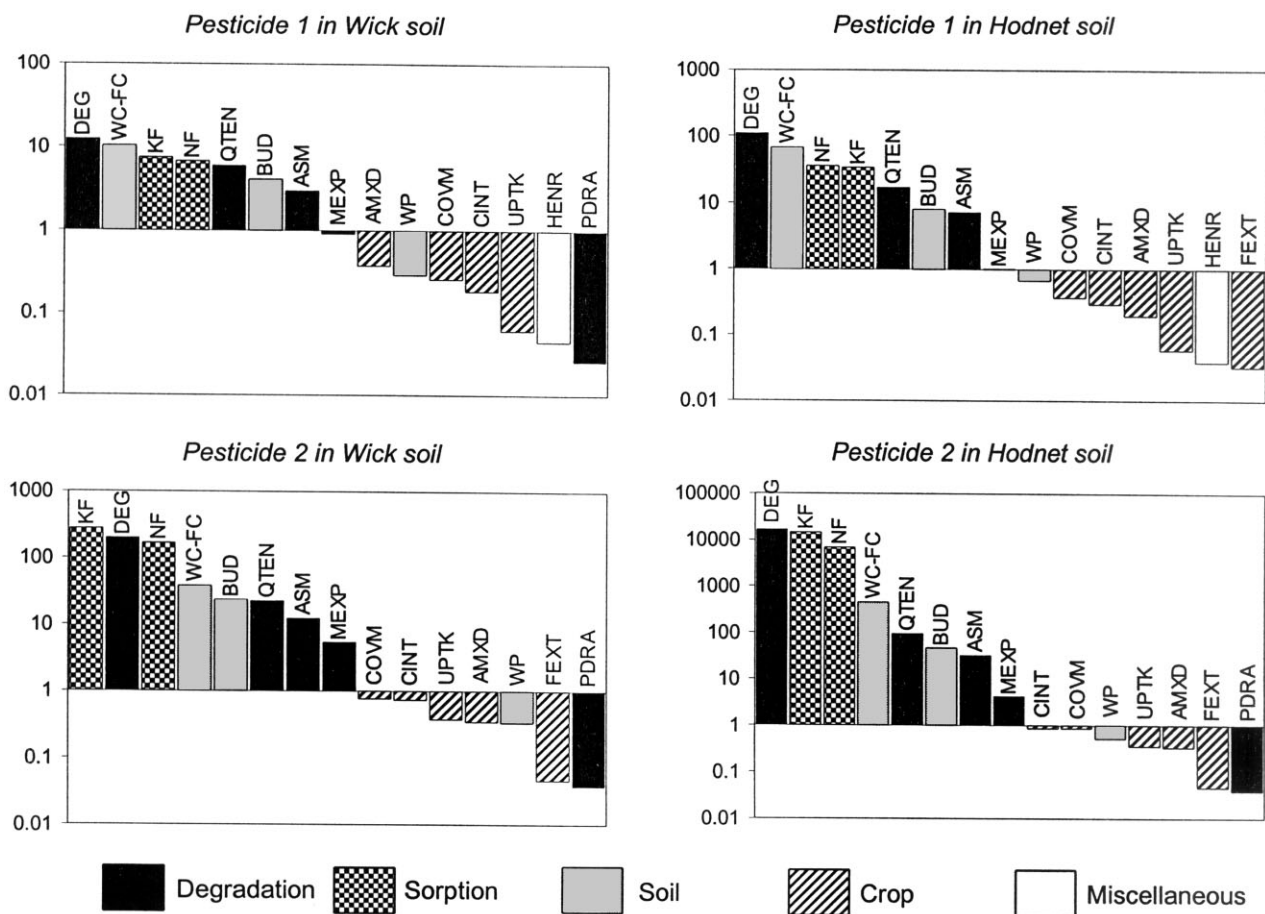 Pesticide 1 in Wick soil
100
10
1
0.1
0.01
DEG
WC-FC
KF
NF
QTEN
BUD
ASM
MEXP
AMXD
WP
COVM
CINT
UPTK
HENR
PDRA
Pesticide 1 in Hodnet soil
1000
100
10
1
0.1
0.01
DEG
WC-FC
NF
KF
QTEN
BUD
ASM
MEXP
WP
COVM
CINT
AMXD
UPTK
HENR
FEXT
Pesticide 2 in Wick soil
1000
100
10
1
0.1
0.01
KF
DEG
NF
WC-FC
BUD
QTEN
ASM
MEXP
COVM
CINT
UPTK
AMXD
WP
FEXT
PDRA
Pesticide 2 in Hodnet soil
100000
10000
1000
100
10
1
0.1
0.01
DEG
KF
NF
WC-FC
QTEN
BUD
ASM
MEXP
CINT
COVM
WP
UPTK
AMXD
FEXT
PDRA
Degradation
Sorption
Soil
Crop
Miscellaneous